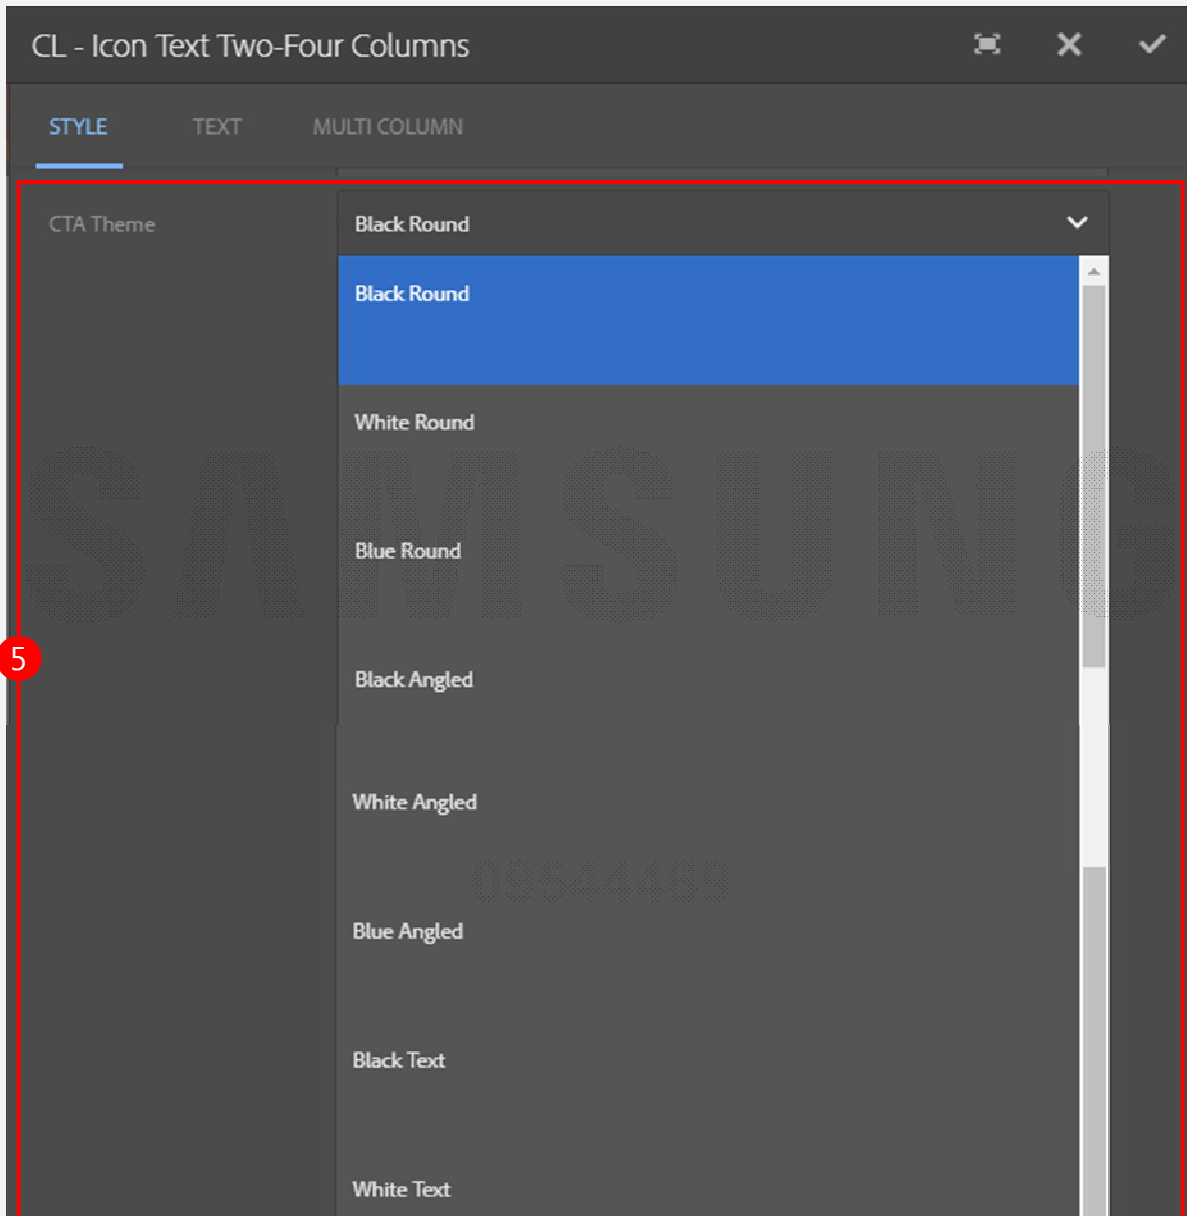 CL - Icon Text Two-Four Columns
STYLE TEXT MULTI COLUMN
CTA Theme Black Round
Black Round
White Round
SAMSUNG
Blue Round
5
Black Angled
White Angled
09544463
Blue Angled
Black Text
White Text